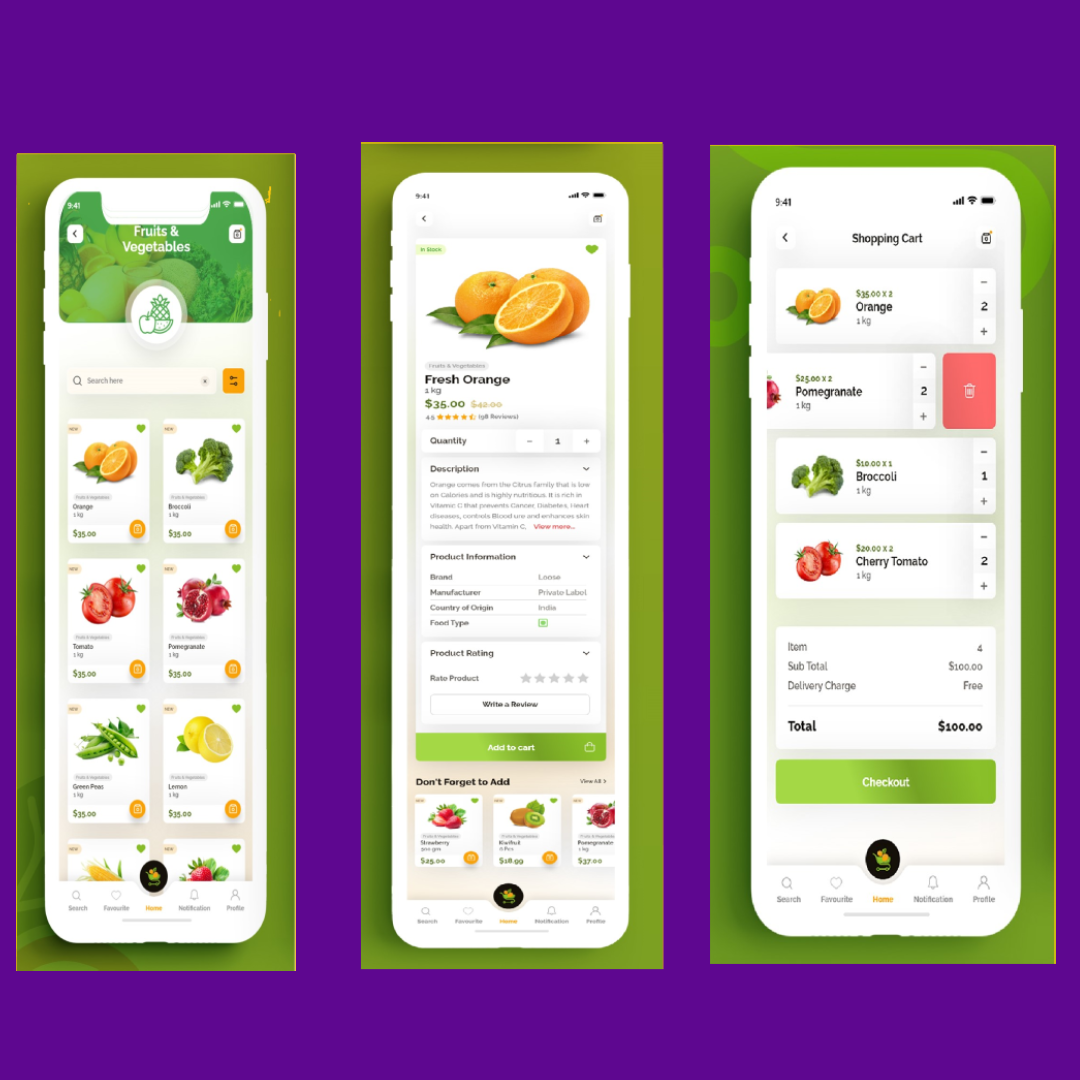 9:41
Fruits &
Vegetables
Search here
NEW
NEW
Fruits & Vegetables
Fruits & Vegetables
Orange
Broccoli
1 kg
1 kg
$35.00
$35.00
NEW
NEW
Fruits & Vegetables
Fruits & Vegetables
Tomato
Pomegranate
1 kg
1 kg
$35.00
$35.00
NEW
NEW
Fruits & Vegetables
Fruits & Vegetables
Green Peas
Lemon
1 kg
1 kg
$35.00
$35.00
NEW
NEW
Search Favourite Home Notification Profile
9:41
In Stock
Fruits & Vegetables
Fresh Orange
1 kg
$35.00 $42.00
4.5 (98 Reviews)
Quantity − 1 +
Description
Orange comes from the Citrus family that is low
on Calories and is highly nutritious. It is rich in
Vitamic C that prevents Cancer, Diabetes, Heart
diseases, controls Blood ure and enhances skin
health. Apart from Vitamin C, View more...
Product Information
Brand Loose
Manufacturer Private Label
Country of Origin India
Food Type
Product Rating
Rate Product
Write a Review
Add to cart
Don't Forget to Add View All >
NEW
NEW
NEW
Fruits & Vegetables
Fruits & Vegetables
Fruits & Veg
Strawberry
Kiwifruit
Pomegranate
1 kg
$25.00
$18.99
$37.00
Search Favourite Home Notification Profile
9:41
Shopping Cart
$35.00 X 2
Orange
1 kg
− 2 +
$25.00 X 2
Pomegranate
1 kg
− 2 +
$10.00 X 1
Broccoli
1 kg
− 1 +
$20.00 X 2
Cherry Tomato
1 kg
− 2 +
Item 4
Sub Total $100.00
Delivery Charge Free
Total $100.00
Checkout
Search Favourite Home Notification Profile